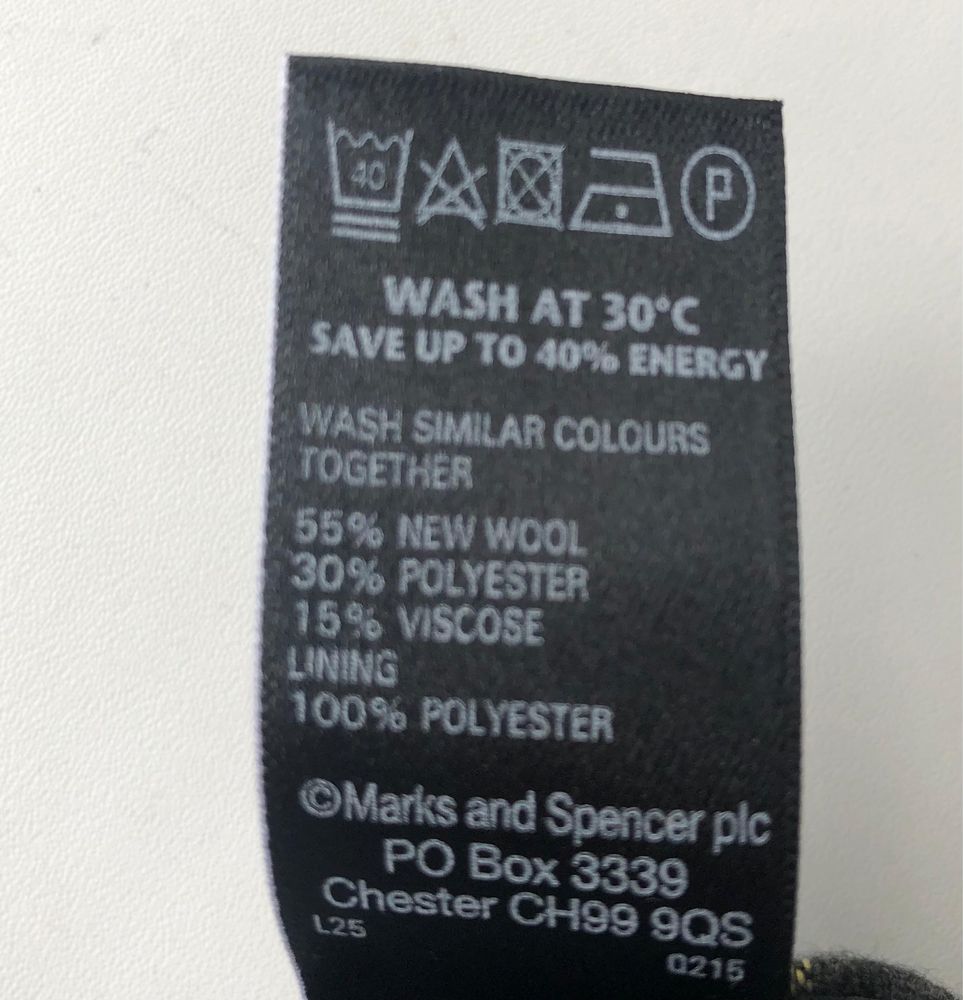 40
P
WASH AT 30°C
SAVE UP TO 40% ENERGY
WASH SIMILAR COLOURS
TOGETHER
55% NEW WOOL
30% POLYESTER
15% VISCOSE
LINING
100% POLYESTER
©Marks and Spencer plc
PO Box 3339
Chester CH99 9QS
L25
0215